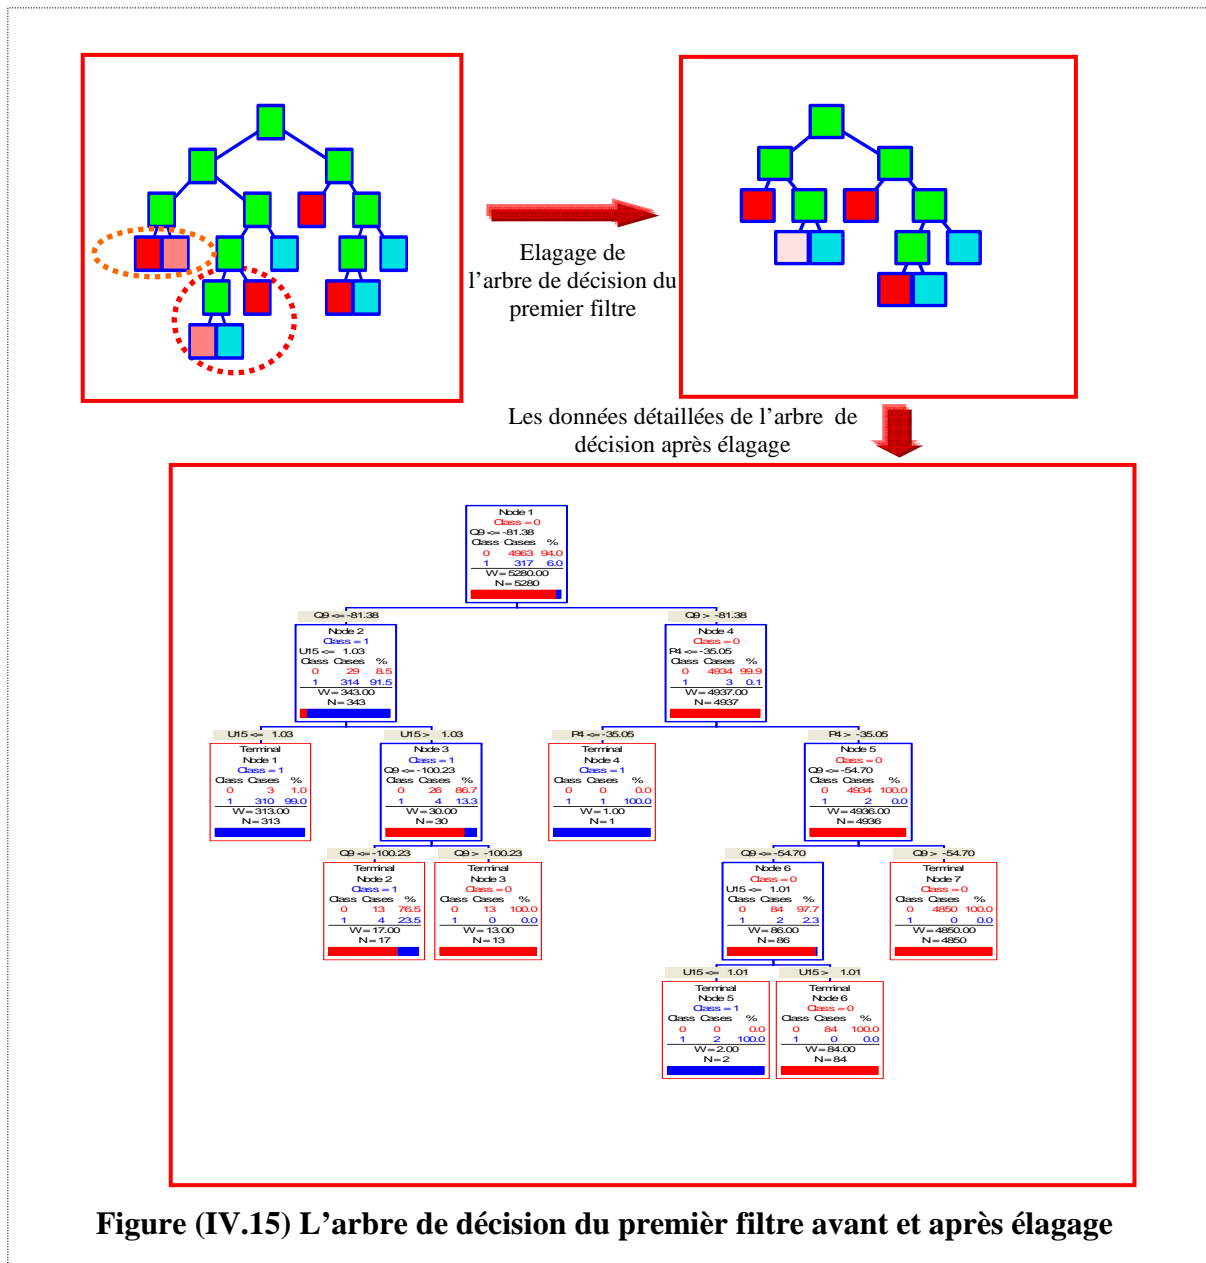 Elagage de
l'arbre de décision du
premier filtre
Les données détaillées de l'arbre de
décision après élagage
Node 1
Class = 0
Q9 <= -81.38
Class Cases %
0 4963 94.0
1 317 6.0
W = 5280.00
N = 5280
Q9 <= -81.38
Q9 > -81.38
Node 2
Class = 1
U15 <= 1.03
Class Cases %
0 29 8.5
1 314 91.5
W = 343.00
N = 343
Node 4
Class = 0
P4 <= -35.05
Class Cases %
0 4934 99.9
1 3 0.1
W = 4937.00
N = 4937
U15 <= 1.03
U15 > 1.03
P4 <= -35.05
P4 > -35.05
Terminal
Node 1
Class = 1
Class Cases %
0 3 1.0
1 310 99.0
W = 313.00
N = 313
Node 3
Class = 1
Q9 <= -100.23
Class Cases %
0 26 86.7
1 4 13.3
W = 30.00
N = 30
Terminal
Node 4
Class = 1
Class Cases %
0 0 0.0
1 1 100.0
W = 1.00
N = 1
Node 5
Class = 0
Q9 <= -54.70
Class Cases %
0 4934 100.0
1 2 0.0
W = 4936.00
N = 4936
Q9 <= -100.23
Q9 > -100.23
Q9 <= -54.70
Q9 > -54.70
Terminal
Node 2
Class = 1
Class Cases %
0 13 76.5
1 4 23.5
W = 17.00
N = 17
Terminal
Node 3
Class = 0
Class Cases %
0 13 100.0
1 0 0.0
W = 13.00
N = 13
Node 6
Class = 0
U15 <= 1.01
Class Cases %
0 84 97.7
1 2 2.3
W = 86.00
N = 86
Terminal
Node 7
Class = 0
Class Cases %
0 4850 100.0
1 0 0.0
W = 4850.00
N = 4850
U15 <= 1.01
U15 > 1.01
Terminal
Node 5
Class = 1
Class Cases %
0 0 0.0
1 2 100.0
W = 2.00
N = 2
Terminal
Node 6
Class = 0
Class Cases %
0 84 100.0
1 0 0.0
W = 84.00
N = 84
Figure (IV.15) L'arbre de décision du premièr filtre avant et après élagage